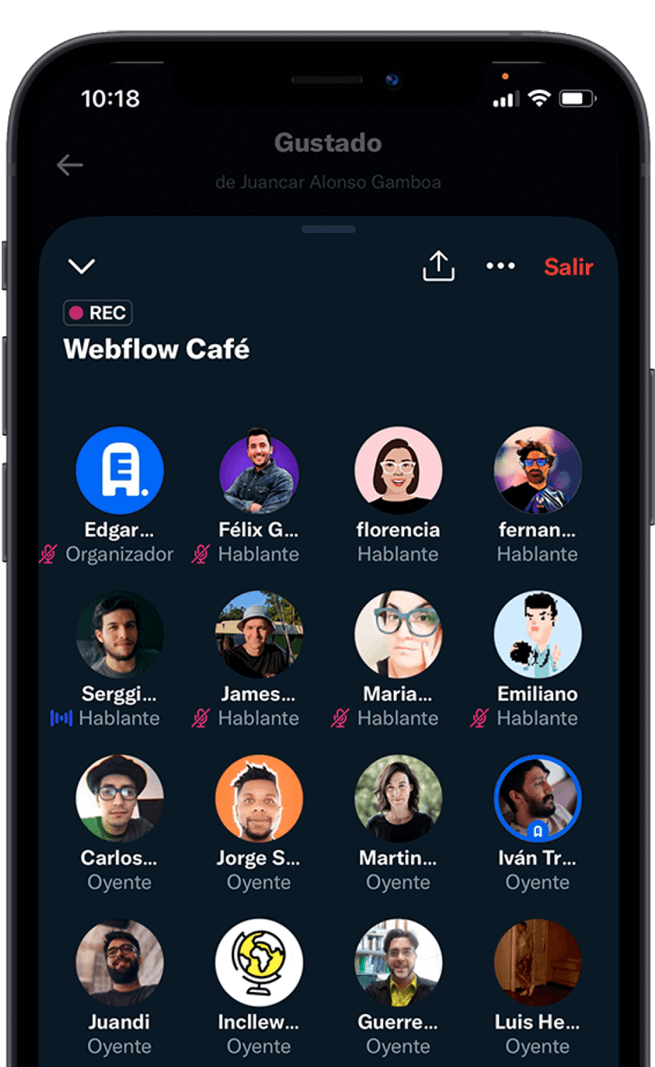 10:18
Gustado
de Juancar Alonso Gamboa
Salir
REC
Webflow Café
EA.
Edgar... Félix G... florencia fernan...
Organizador Hablante Hablante Hablante
Serggi... James... Maria... Emiliano
Hablante Hablante Hablante Hablante
Carlos... Jorge S... Martin... Iván Tr...
Oyente Oyente Oyente Oyente
Juandi Incllew... Guerre... Luis He...
Oyente Oyente Oyente Oyente